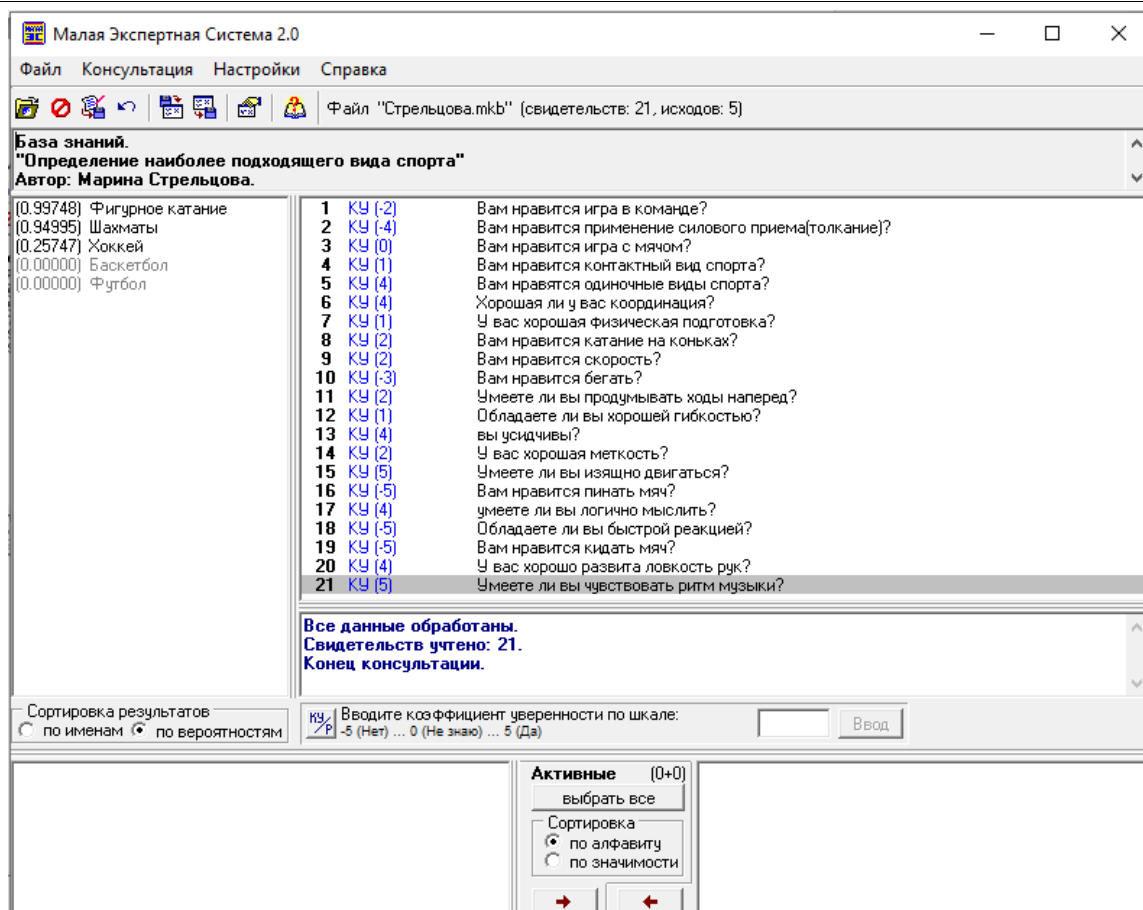 Малая Экспертная Система 2.0
Файл Консультация Настройки Справка
Файл "Стрельцова.mkb" (свидетельств: 21, исходов: 5)
База знаний.
"Определение наиболее подходящего вида спорта"
Автор: Марина Стрельцова.
(0.99748) Фигурное катание
(0.94995) Шахматы
(0.25747) Хоккей
(0.00000) Баскетбол
(0.00000) Футбол
1 КУ (-2) Вам нравится игра в команде?
2 КУ (-4) Вам нравится применение силового приема(толкание)?
3 КУ (0) Вам нравится игра с мячом?
4 КУ (1) Вам нравится контактный вид спорта?
5 КУ (4) Вам нравятся одиночные виды спорта?
6 КУ (4) Хорошая ли у вас координация?
7 КУ (1) У вас хорошая физическая подготовка?
8 КУ (2) Вам нравится катание на коньках?
9 КУ (2) Вам нравится скорость?
10 КУ (-3) Вам нравится бегать?
11 КУ (2) Умеете ли вы продумывать ходы наперед?
12 КУ (1) Обладаете ли вы хорошей гибкостью?
13 КУ (4) вы усидчивы?
14 КУ (2) У вас хорошая меткость?
15 КУ (5) Умеете ли вы изящно двигаться?
16 КУ (-5) Вам нравится пинать мяч?
17 КУ (4) умеете ли вы логично мыслить?
18 КУ (-5) Обладаете ли вы быстрой реакцией?
19 КУ (-5) Вам нравится кидать мяч?
20 КУ (4) У вас хорошо развита ловкость рук?
21 КУ (5) Умеете ли вы чувствовать ритм музыки?
Все данные обработаны.
Свидетельств учтено: 21.
Конец консультации.
Сортировка результатов
по именам по вероятностям
КУ/Р Вводите коэффициент уверенности по шкале:
-5 (Нет) ... 0 (Не знаю) ... 5 (Да)
Ввод
Активные (0+0)
выбрать все
Сортировка
по алфавиту
по значимости